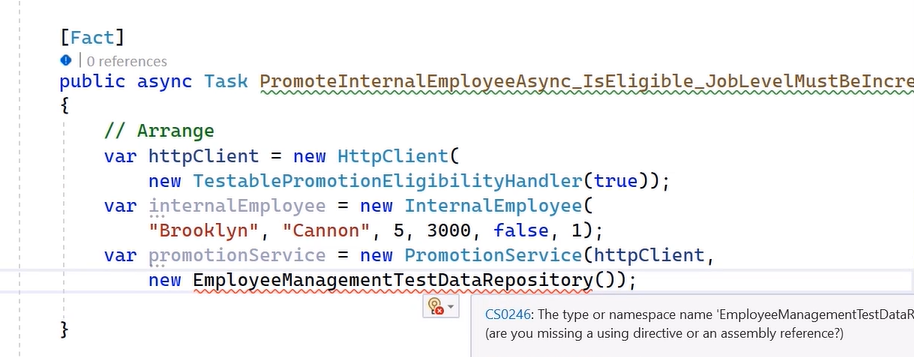 [Fact]
0 references
public async Task PromoteInternalEmployeeAsync_IsEligible_JobLevelMustBeIncre
{
// Arrange
var httpClient = new HttpClient(
new TestablePromotionEligibilityHandler(true));
var internalEmployee = new InternalEmployee(
"Brooklyn", "Cannon", 5, 3000, false, 1);
var promotionService = new PromotionService(httpClient,
new EmployeeManagementTestDataRepository());
CS0246: The type or namespace name 'EmployeeManagementTestDataR
(are you missing a using directive or an assembly reference?)
}